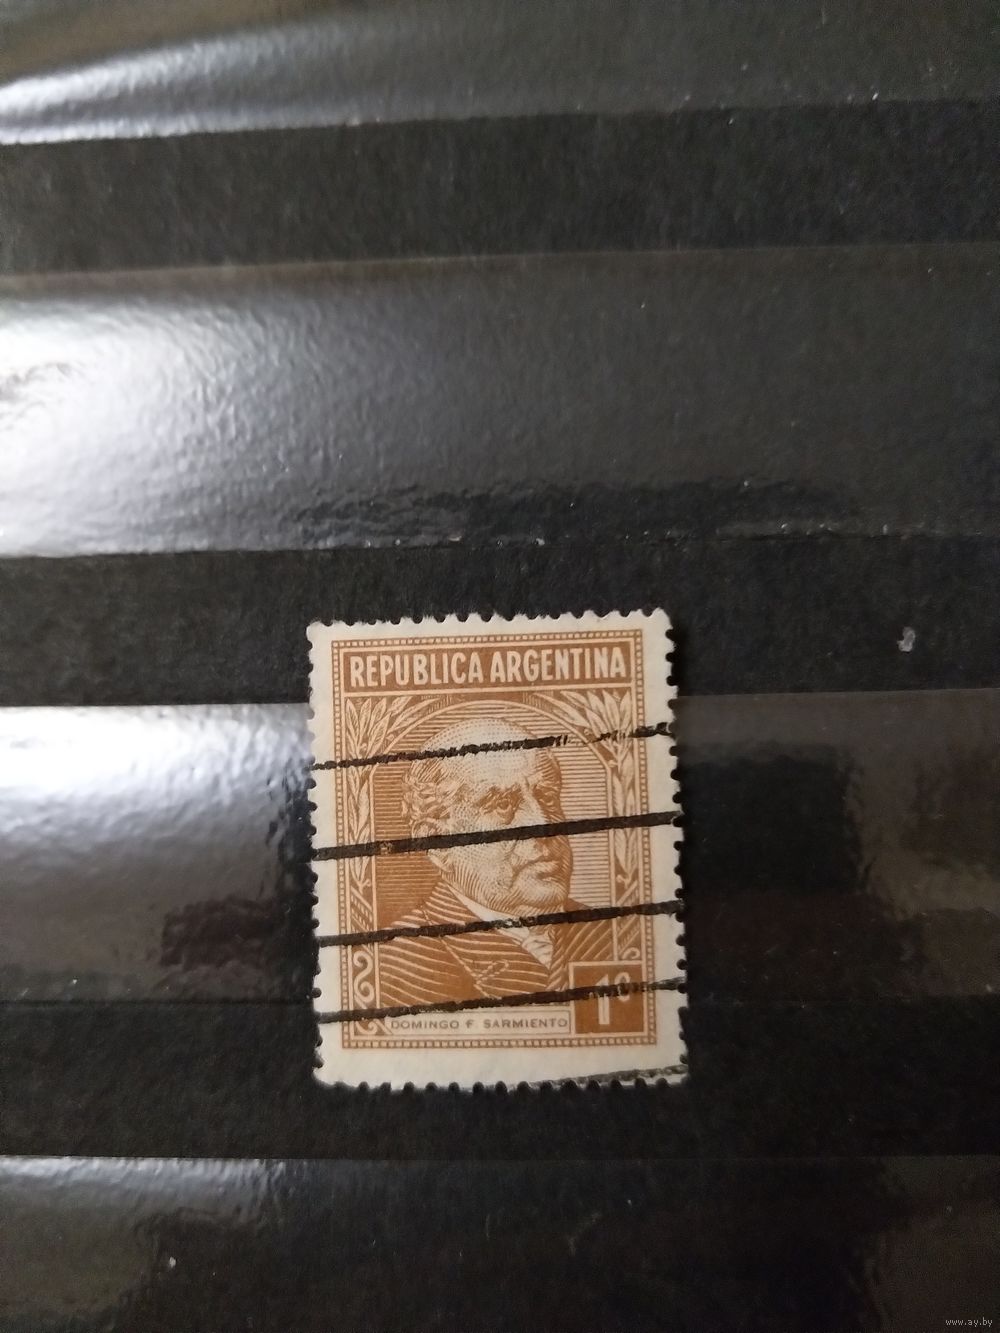 REPUBLICA ARGENTINA
1c
DOMINGO F. SARMIENTO
www.ay.by